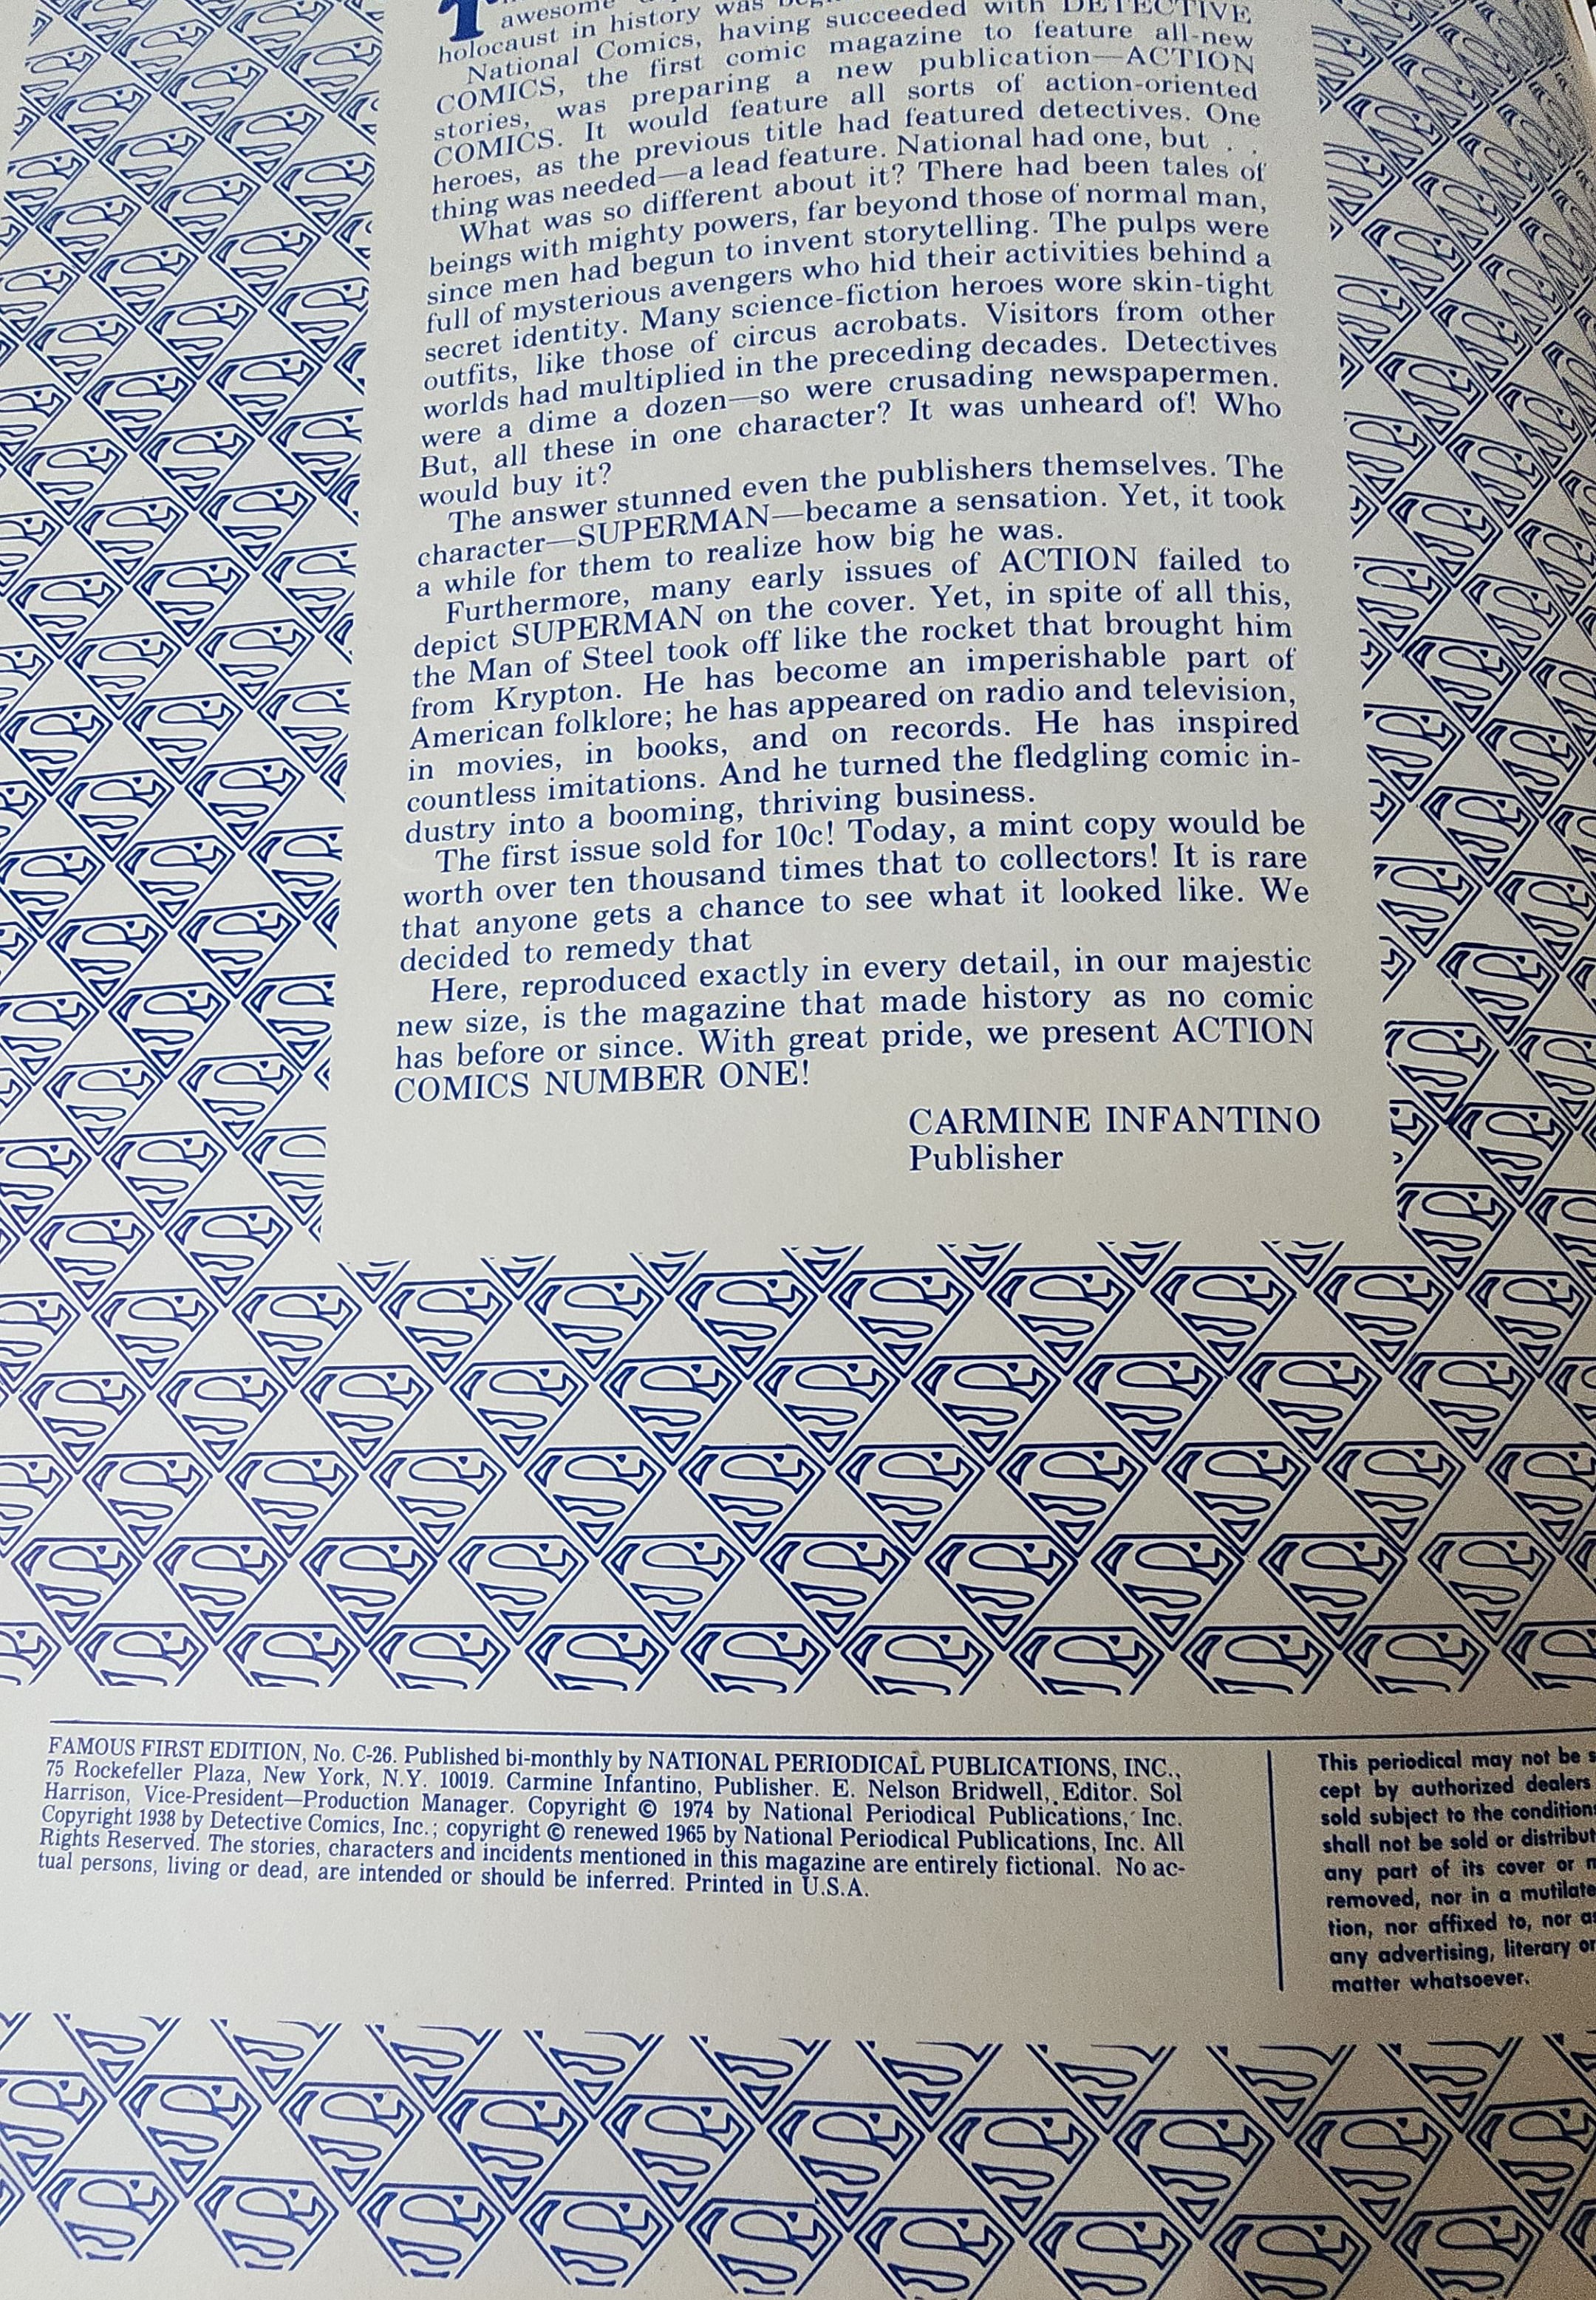 awesome
holocaust in history was
National Comics, having succeeded with DETECTIVE
COMICS, the first comic magazine to feature all-new
stories, was preparing a new publication—ACTION
COMICS. It would feature all sorts of action-oriented
heroes, as the previous title had featured detectives. One
thing was needed—a lead feature. National had one, but . .
What was so different about it? There had been tales of
beings with mighty powers, far beyond those of normal man,
since men had begun to invent storytelling. The pulps were
full of mysterious avengers who hid their activities behind a
secret identity. Many science-fiction heroes wore skin-tight
outfits, like those of circus acrobats. Visitors from other
worlds had multiplied in the preceding decades. Detectives
were a dime a dozen—so were crusading newspapermen.
But, all these in one character? It was unheard of! Who
would buy it?
The answer stunned even the publishers themselves. The
character—SUPERMAN—became a sensation. Yet, it took
a while for them to realize how big he was.
Furthermore, many early issues of ACTION failed to
depict SUPERMAN on the cover. Yet, in spite of all this,
the Man of Steel took off like the rocket that brought him
from Krypton. He has become an imperishable part of
American folklore; he has appeared on radio and television,
in movies, in books, and on records. He has inspired
countless imitations. And he turned the fledgling comic in-
dustry into a booming, thriving business.
The first issue sold for 10c! Today, a mint copy would be
worth over ten thousand times that to collectors! It is rare
that anyone gets a chance to see what it looked like. We
decided to remedy that
Here, reproduced exactly in every detail, in our majestic
new size, is the magazine that made history as no comic
has before or since. With great pride, we present ACTION
COMICS NUMBER ONE!
CARMINE INFANTINO
Publisher
FAMOUS FIRST EDITION, No. C-26. Published bi-monthly by NATIONAL PERIODICAL PUBLICATIONS, INC.,
75 Rockefeller Plaza, New York, N.Y. 10019. Carmine Infantino, Publisher. E. Nelson Bridwell, Editor. Sol
Harrison, Vice-President—Production Manager. Copyright © 1974 by National Periodical Publications, Inc.
Copyright 1938 by Detective Comics, Inc.; copyright © renewed 1965 by National Periodical Publications, Inc. All
Rights Reserved. The stories, characters and incidents mentioned in this magazine are entirely fictional. No ac-
tual persons, living or dead, are intended or should be inferred. Printed in U.S.A.
This periodical may not be
cept by authorized dealers
sold subject to the condition
shall not be sold or distribut
any part of its cover or
removed, nor in a mutilate
tion, nor affixed to, nor
any advertising, literary or
matter whatsoever.